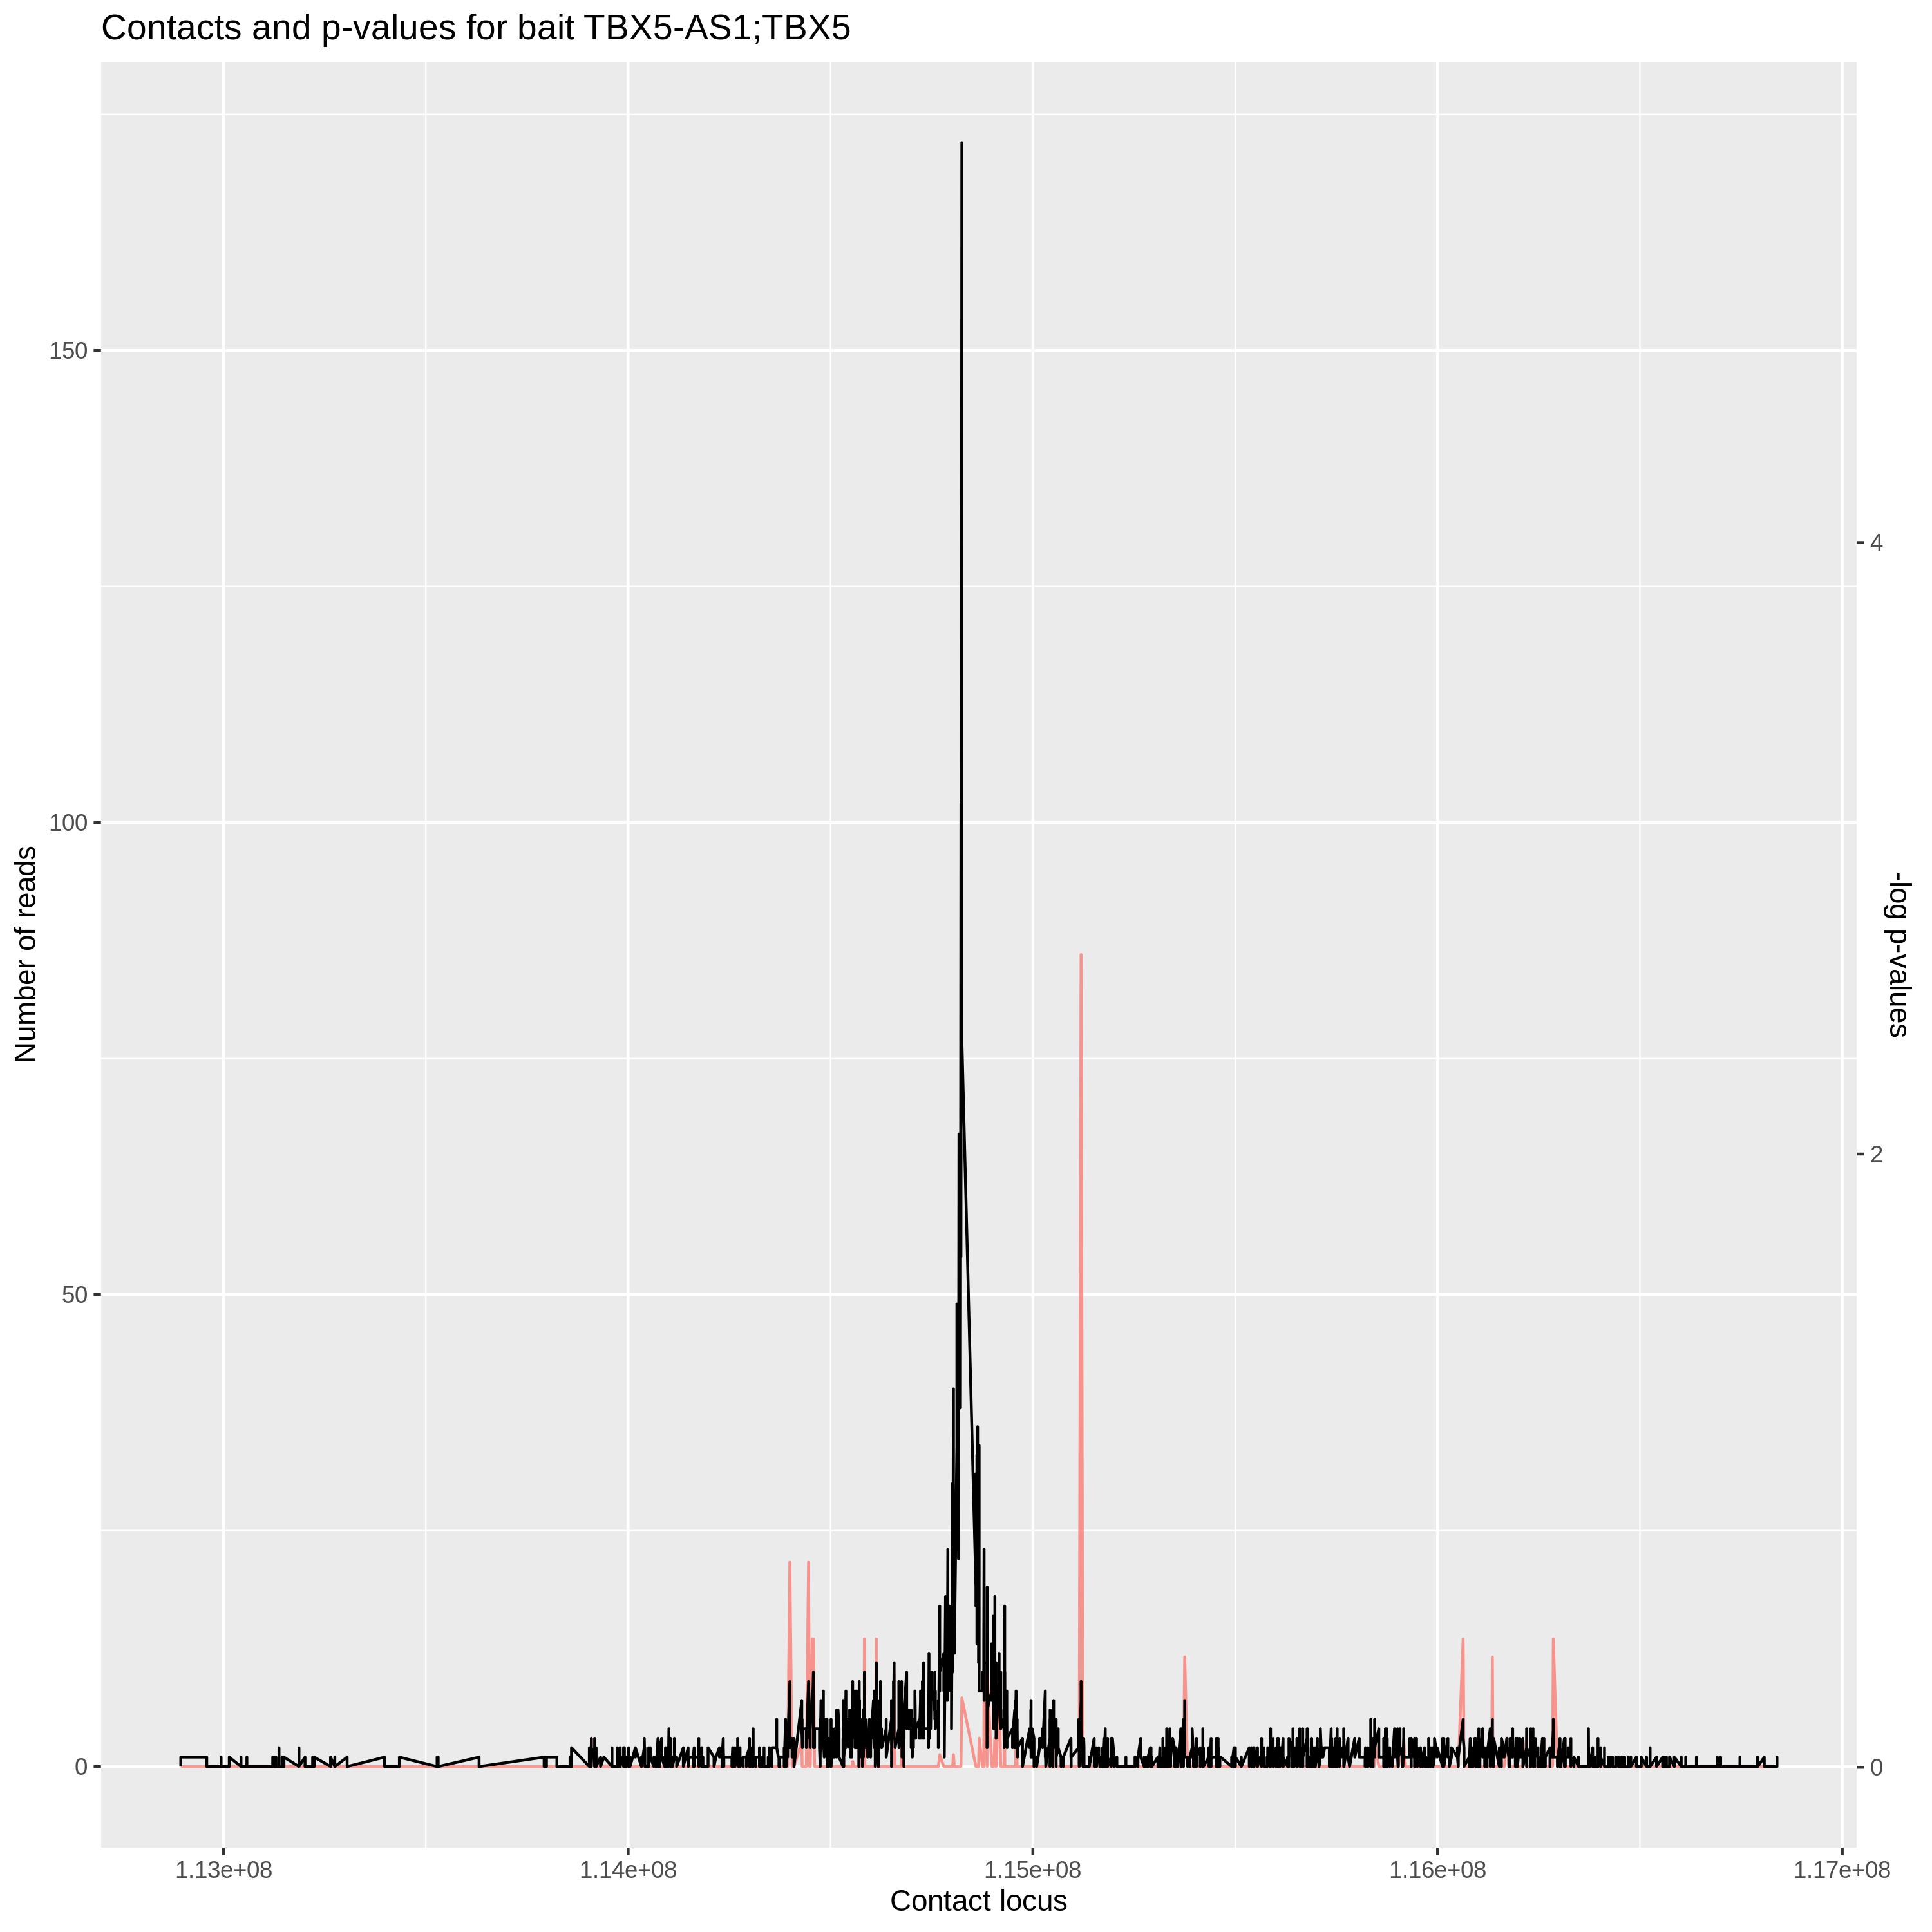 Contacts and p-values for bait TBX5-AS1;TBX5
150
100
50
0
Number of reads
4
2
0
-log p-values
1.13e+08
1.14e+08
1.15e+08
1.16e+08
1.17e+08
Contact locus